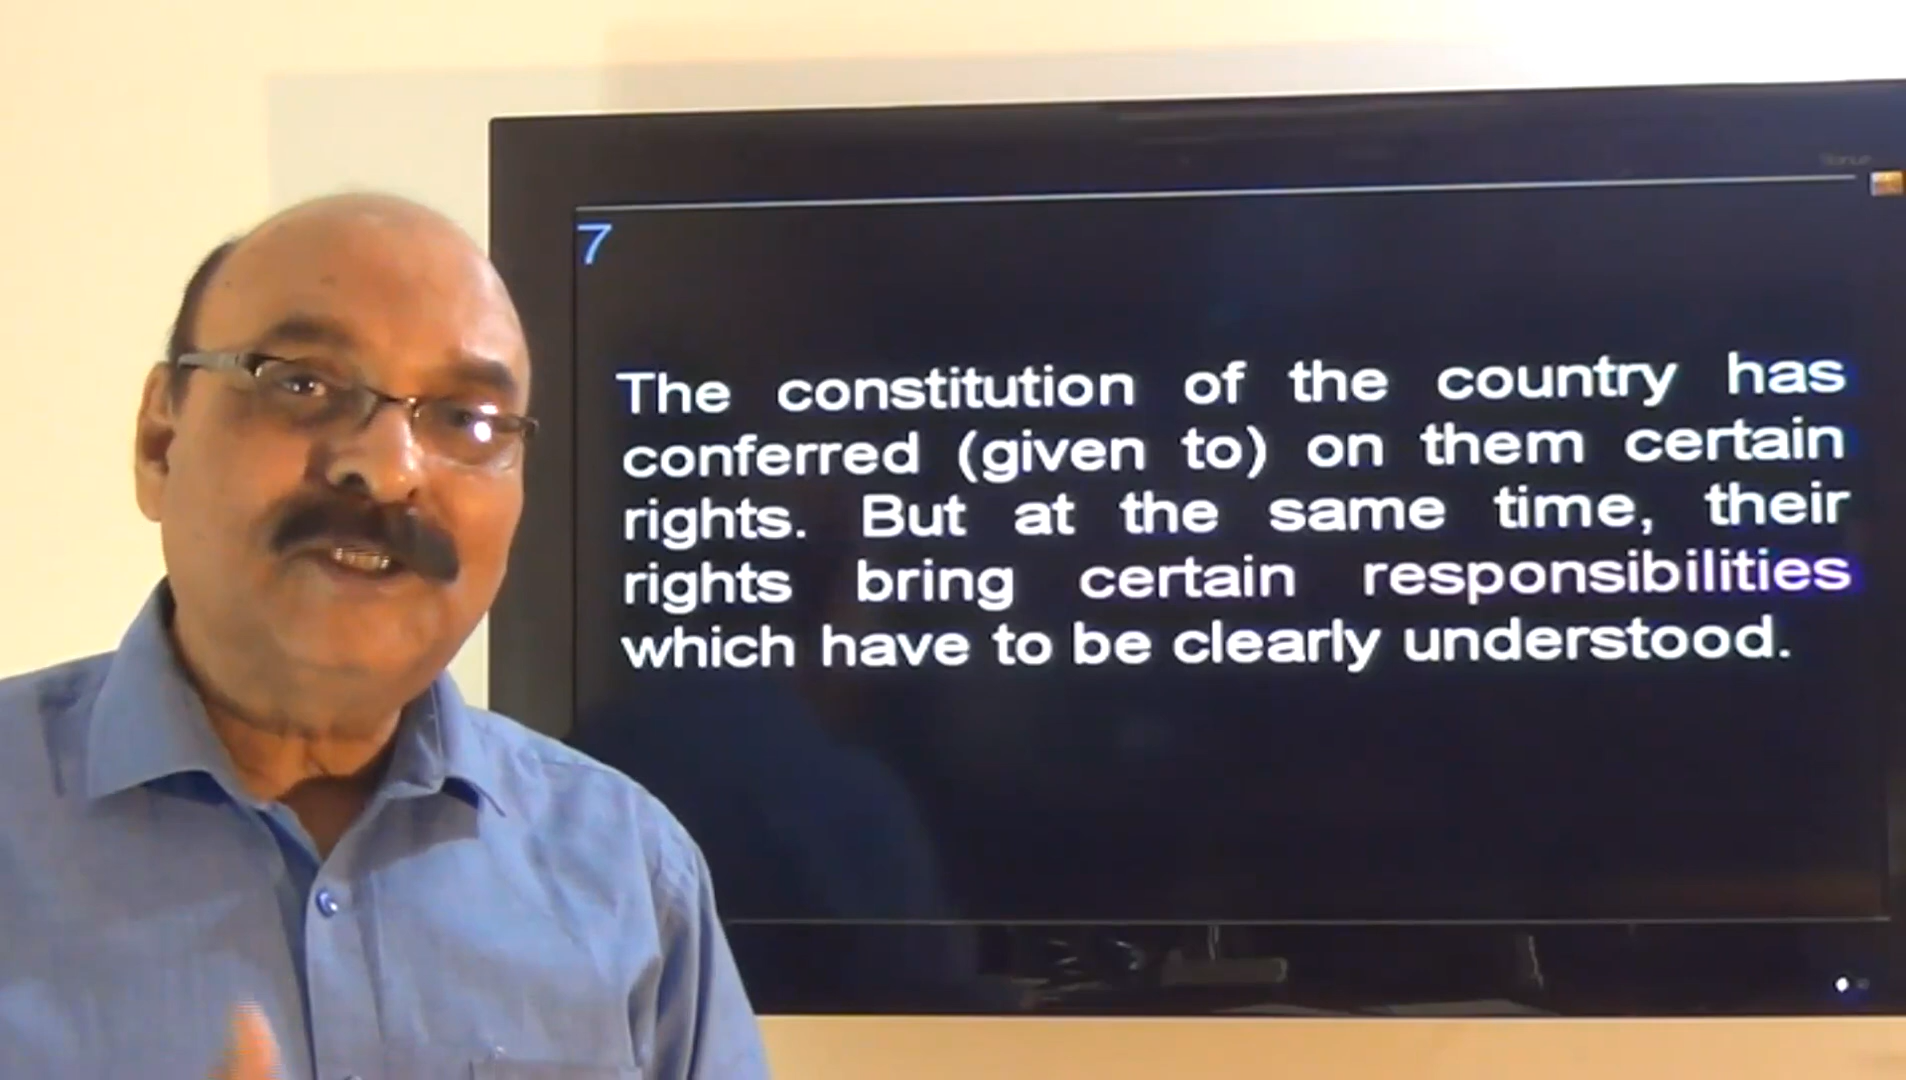 7
The constitution of the country has
conferred (given to) on them certain
rights. But at the same time, their
rights bring certain responsibilities
which have to be clearly understood.